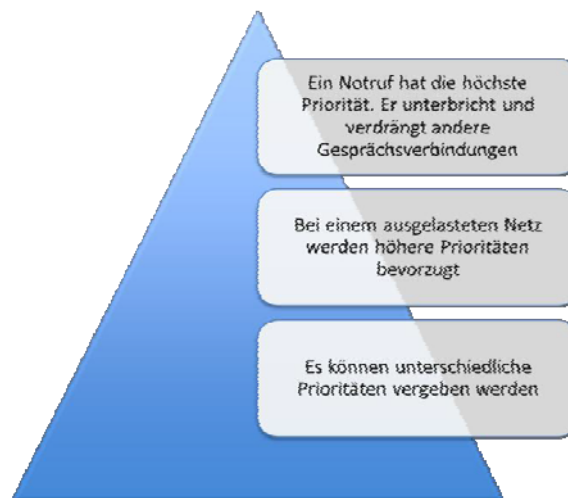 Ein Notruf hat die höchste
Priorität. Er unterbricht und
verdrängt andere
Gesprächsverbindungen
Bei einem ausgelasteten Netz
werden höhere Prioritäten
bevorzugt
Es können unterschiedliche
Prioritäten vergeben werden